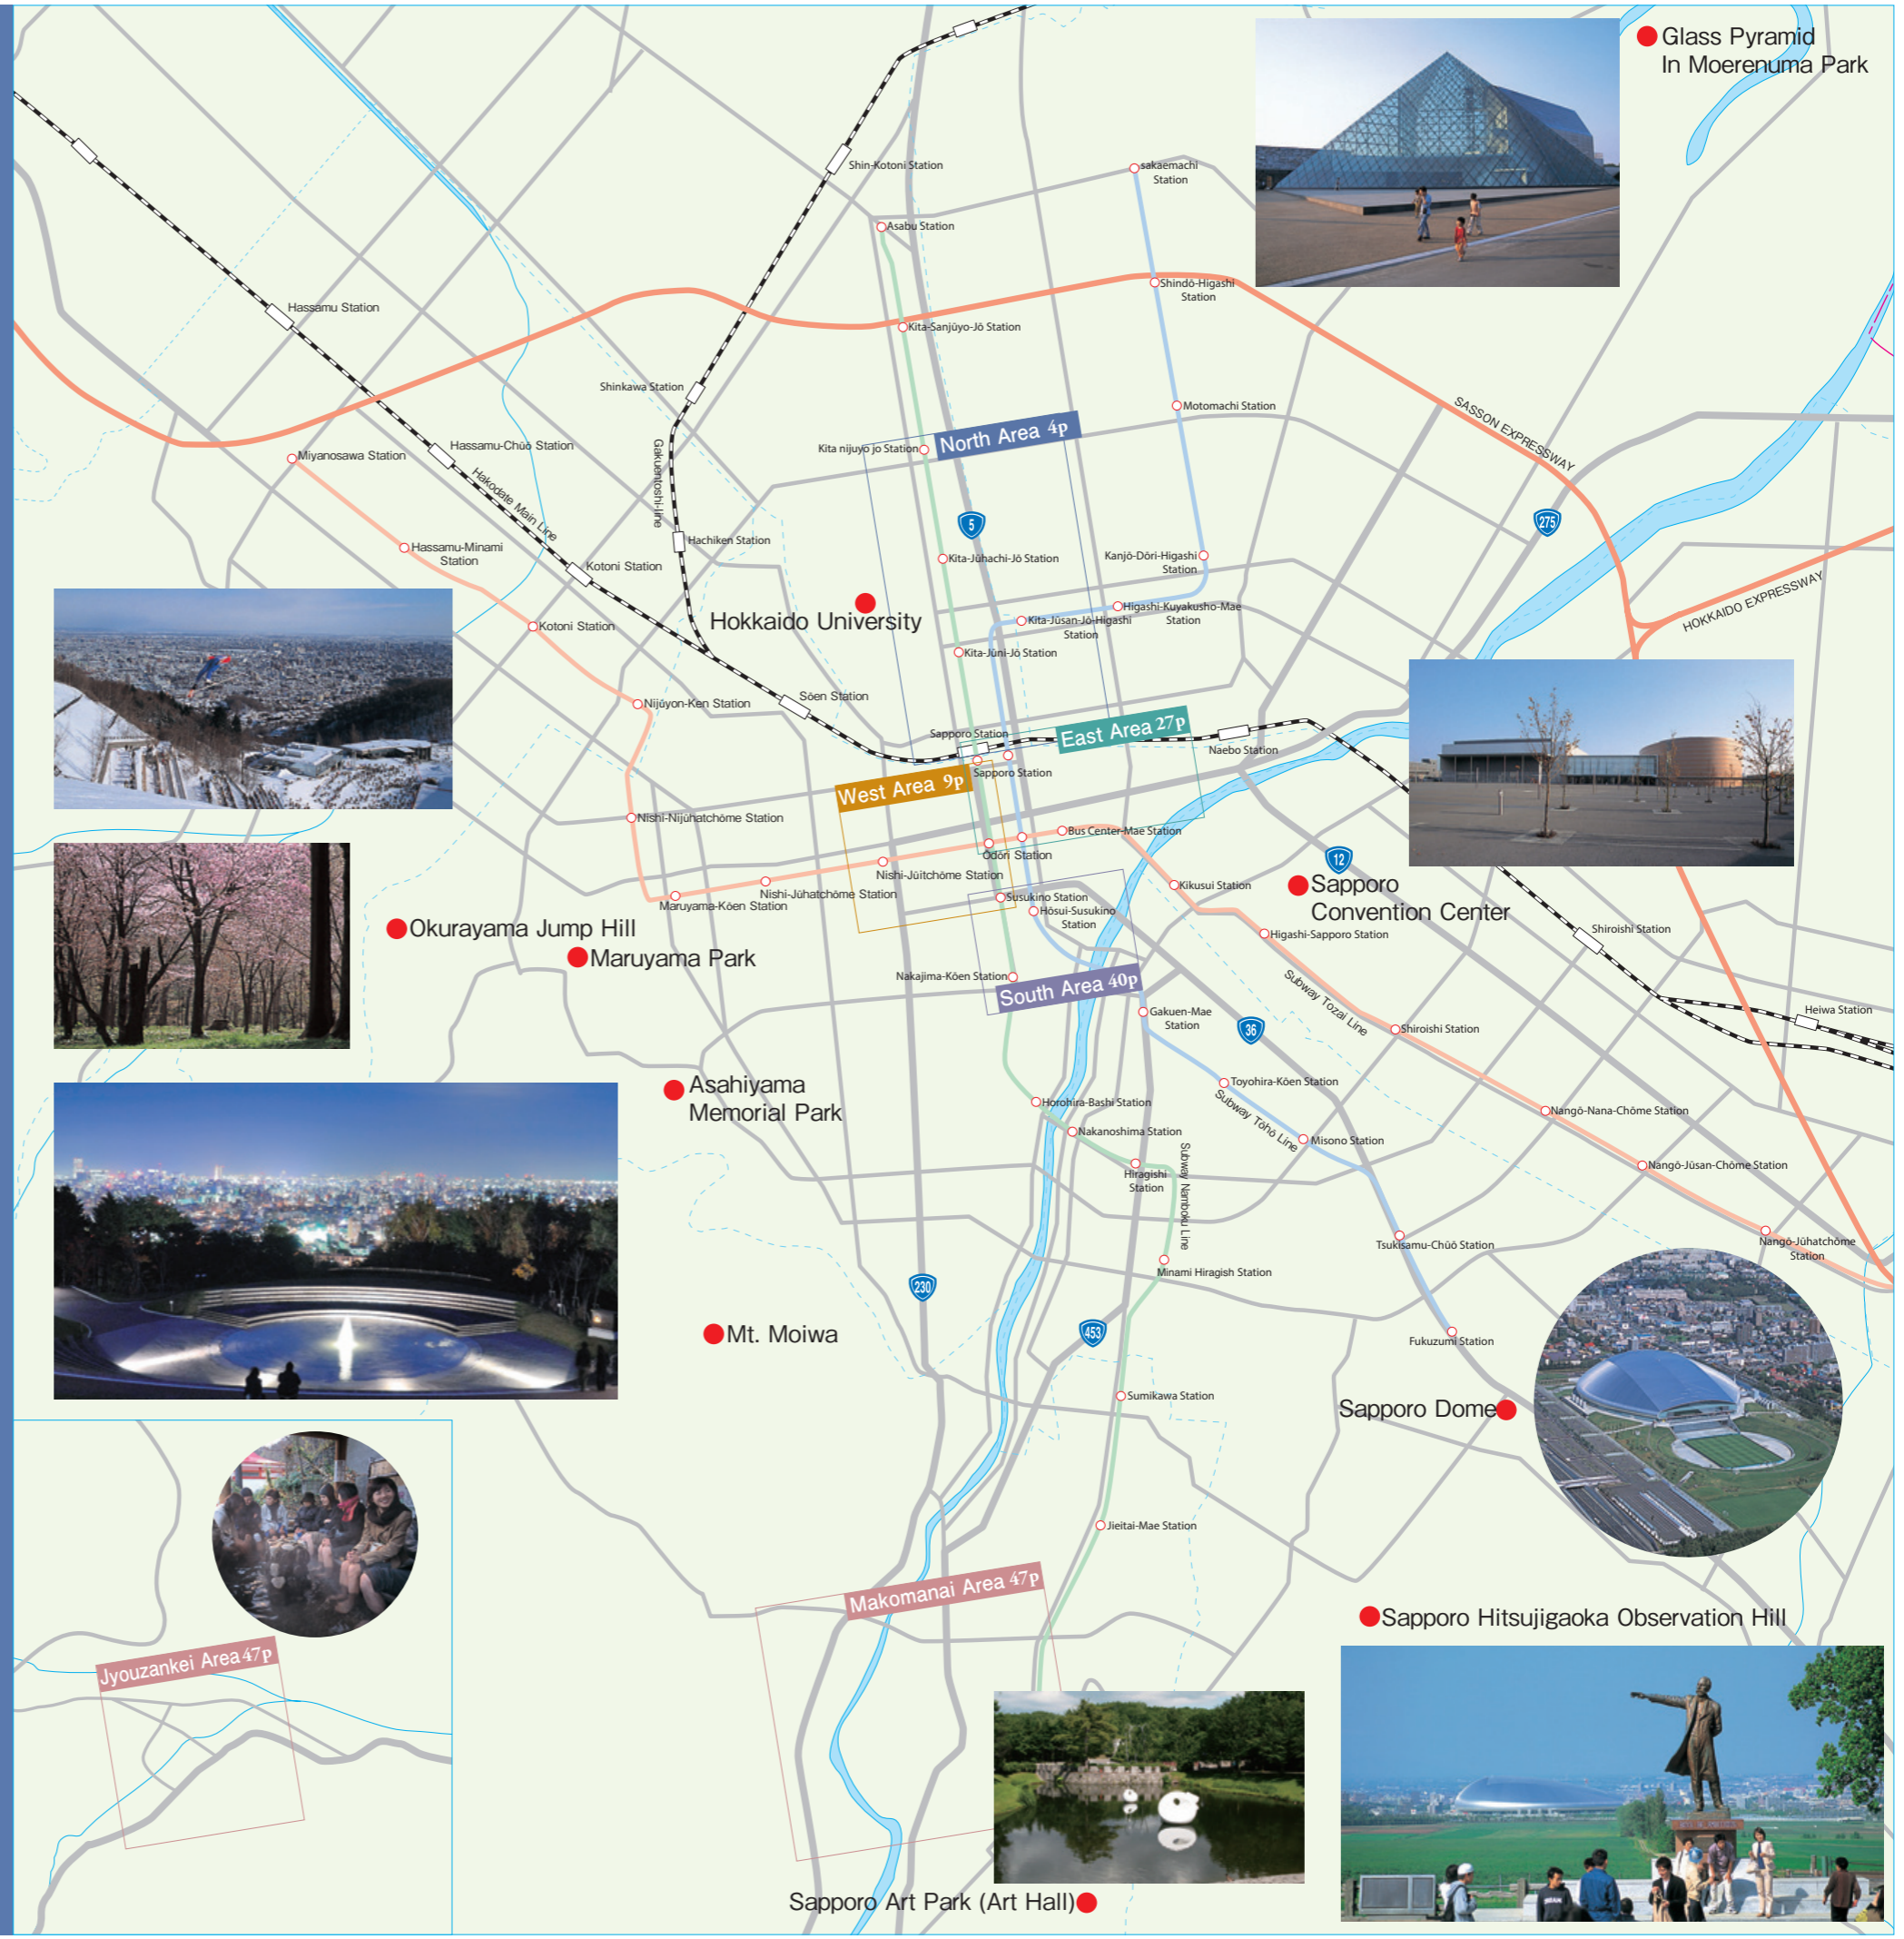 Glass Pyramid
In Moerenuma Park
Shin-Kotoni Station
sakaemachi
Station
Asabu Station
Shindō-Higashi
Station
Hassamu Station
Kita-Sanjūyo-Jō Station
Shinkawa Station
Motomachi Station
SASSON EXPRESSWAY
North Area 4p
Kita nijuyo jo Station
Hassamu-Chūō Station
Miyanosawa Station
Gakuentoshi-line
Hakodate Main Line
5
275
Hachiken Station
Hassamu-Minami
Station
Kita-Jūhachi-Jō Station
Kanjō-Dōri-Higashi
Station
Kotoni Station
HOKKAIDO EXPRESSWAY
Hokkaido University
Higashi-Kuyakusho-Mae
Station
Kita-Jūsan-Jō-Higashi
Station
Kotoni Station
Kita-Jūni-Jō Station
Sōen Station
Nijūyon-Ken Station
East Area 27p
Sapporo Station
Naebo Station
Sapporo Station
West Area 9p
Nishi-Nijūhatchōme Station
Bus Center-Mae Station
Ōdōri Station
12
Nishi-Jūitchōme Station
Nishi-Jūhatchōme Station
Maruyama-Kōen Station
Kikusui Station
Sapporo
Convention Center
Susukino Station
Hōsui-Susukino
Station
Okurayama Jump Hill
Higashi-Sapporo Station
Shiroishi Station
Maruyama Park
Nakajima-Kōen Station
South Area 40p
Subway Tozai Line
Gakuen-Mae
Station
36
Shiroishi Station
Heiwa Station
Asahiyama
Memorial Park
Toyohira-Kōen Station
Horohira-Bashi Station
Subway Tōhō Line
Nangō-Nana-Chōme Station
Nakanoshima Station
Misono Station
Hiragishi
Station
Subway Namboku Line
Nangō-Jūsan-Chōme Station
Tsukisamu-Chūō Station
Nangō-Jūhatchōme
Station
Minami Hiragish Station
230
453
Mt. Moiwa
Fukuzumi Station
Sumikawa Station
Sapporo Dome
Jieitai-Mae Station
Makomanai Area 47p
Sapporo Hitsujigaoka Observation Hill
Jyouzankei Area 47p
Sapporo Art Park (Art Hall)